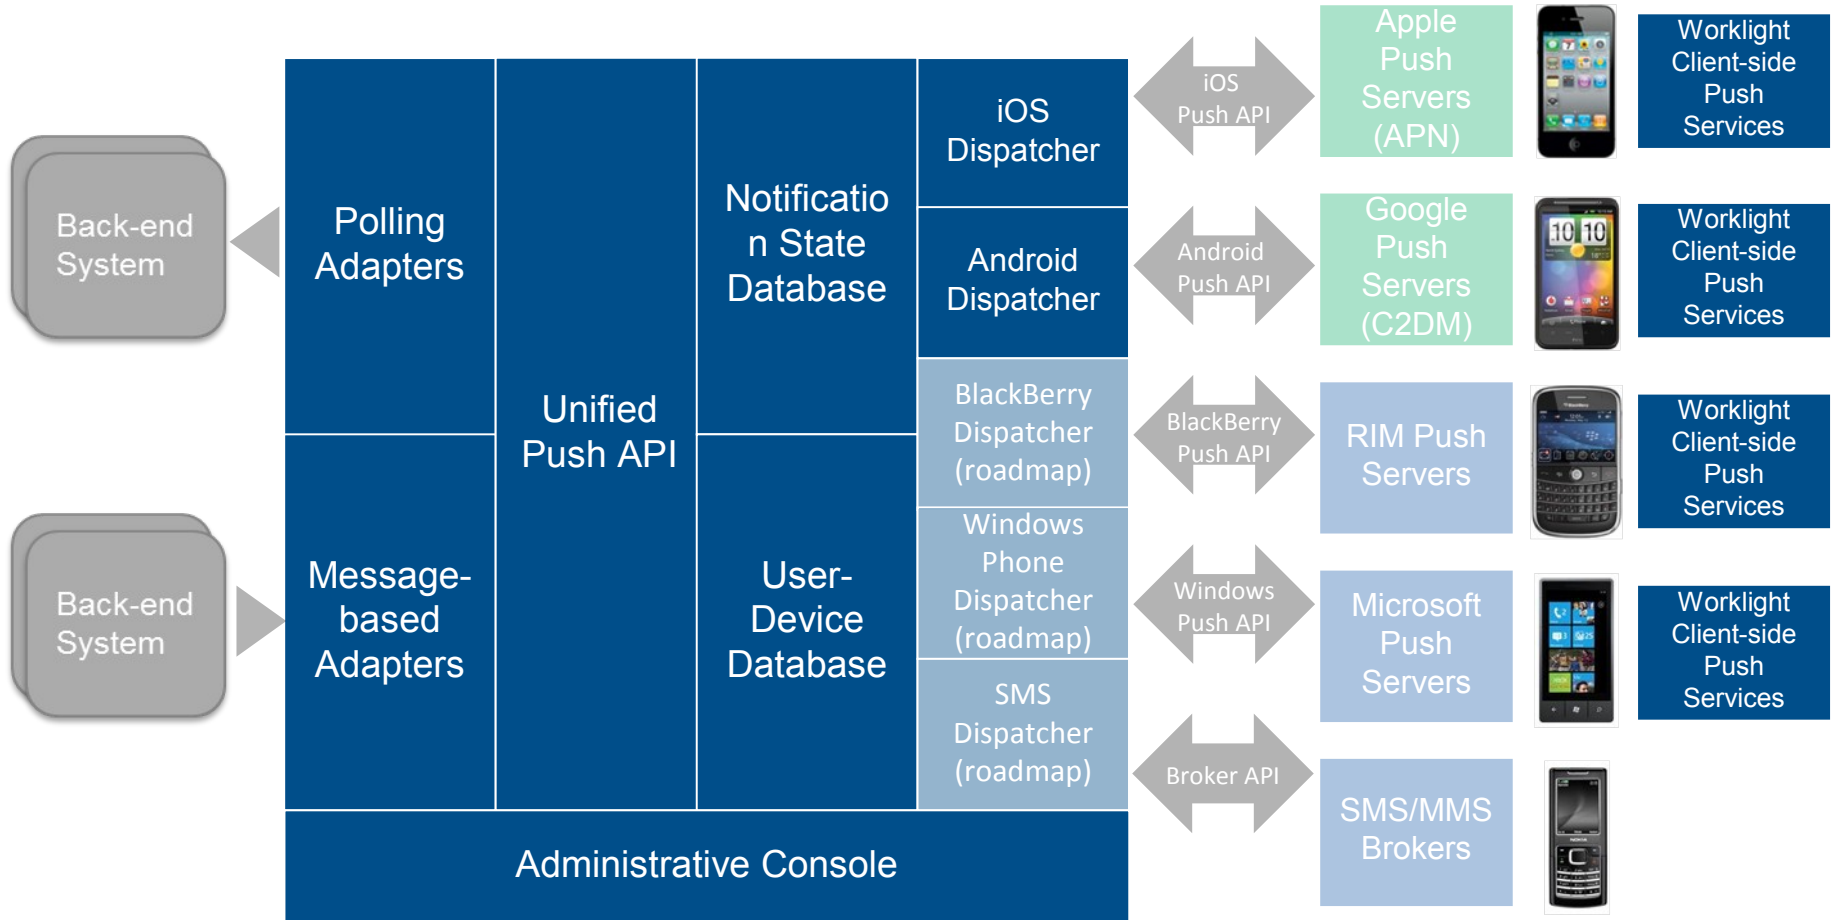 Back-end
System
Back-end
System
Polling
Adapters
Message-
based
Adapters
Unified
Push API
Notificatio
n State
Database
User-
Device
Database
iOS
Dispatcher
Android
Dispatcher
BlackBerry
Dispatcher
(roadmap)
Windows
Phone
Dispatcher
(roadmap)
SMS
Dispatcher
(roadmap)
Administrative Console
iOS
Push API
Android
Push API
BlackBerry
Push API
Windows
Push API
Broker API
Apple
Push
Servers
(APN)
Google
Push
Servers
(C2DM)
RIM Push
Servers
Microsoft
Push
Servers
SMS/MMS
Brokers
10 10
NOKIA
Worklight
Client-side
Push
Services
Worklight
Client-side
Push
Services
Worklight
Client-side
Push
Services
Worklight
Client-side
Push
Services